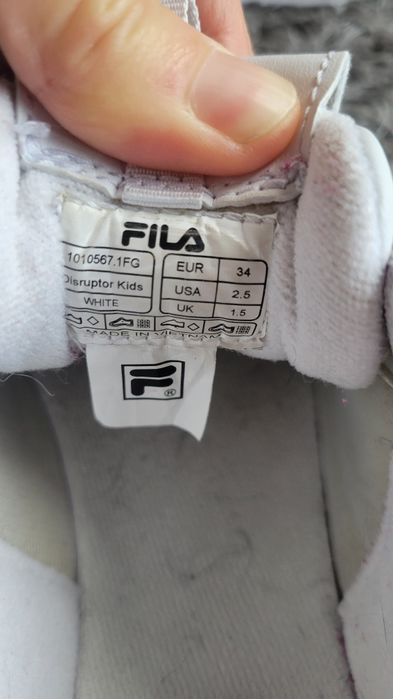 FILA
1010567.1FG
Disruptor Kids
WHITE
EUR 34
USA 2.5
UK 1.5
MADE IN VIETNAM
F
®